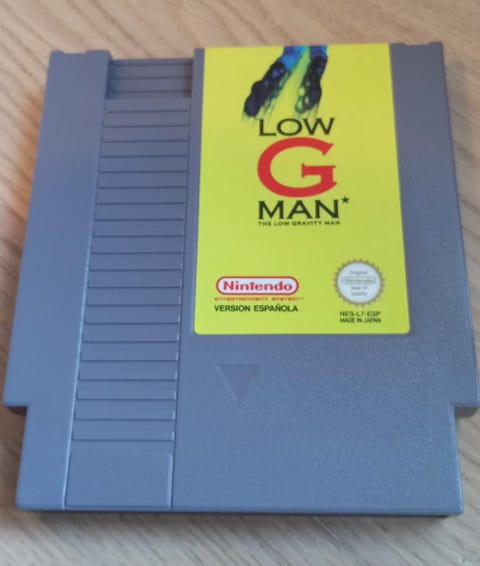 LOW
G
MAN*
THE LOW GRAVITY MAN
Nintendo
ENTERTAINMENT SYSTEM™
VERSION ESPAÑOLA
Original
Nintendo
Seal of
Quality
NES-L7-ESP
MADE IN JAPAN